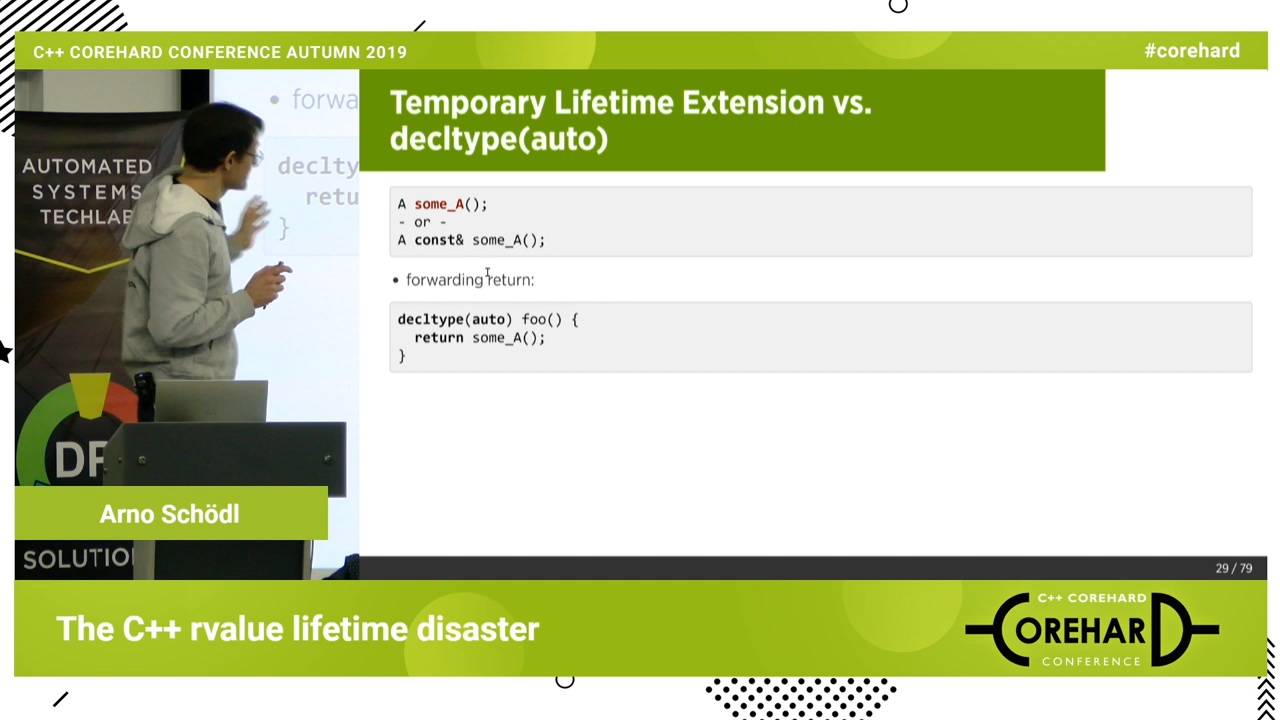 C++ COREHARD CONFERENCE AUTUMN 2019
#corehard
• forwa
declty
retu
}
AUTOMATED
SYSTEMS
TECHLAB
DF
Arno Schödl
SOLUTIO
Temporary Lifetime Extension vs.
decltype(auto)
A some_A();
- or -
A const& some_A();
• forwarding return:
decltype(auto) foo() {
return some_A();
}
29 / 79
The C++ rvalue lifetime disaster
C++ COREHARD
COREHARD
CONFERENCE